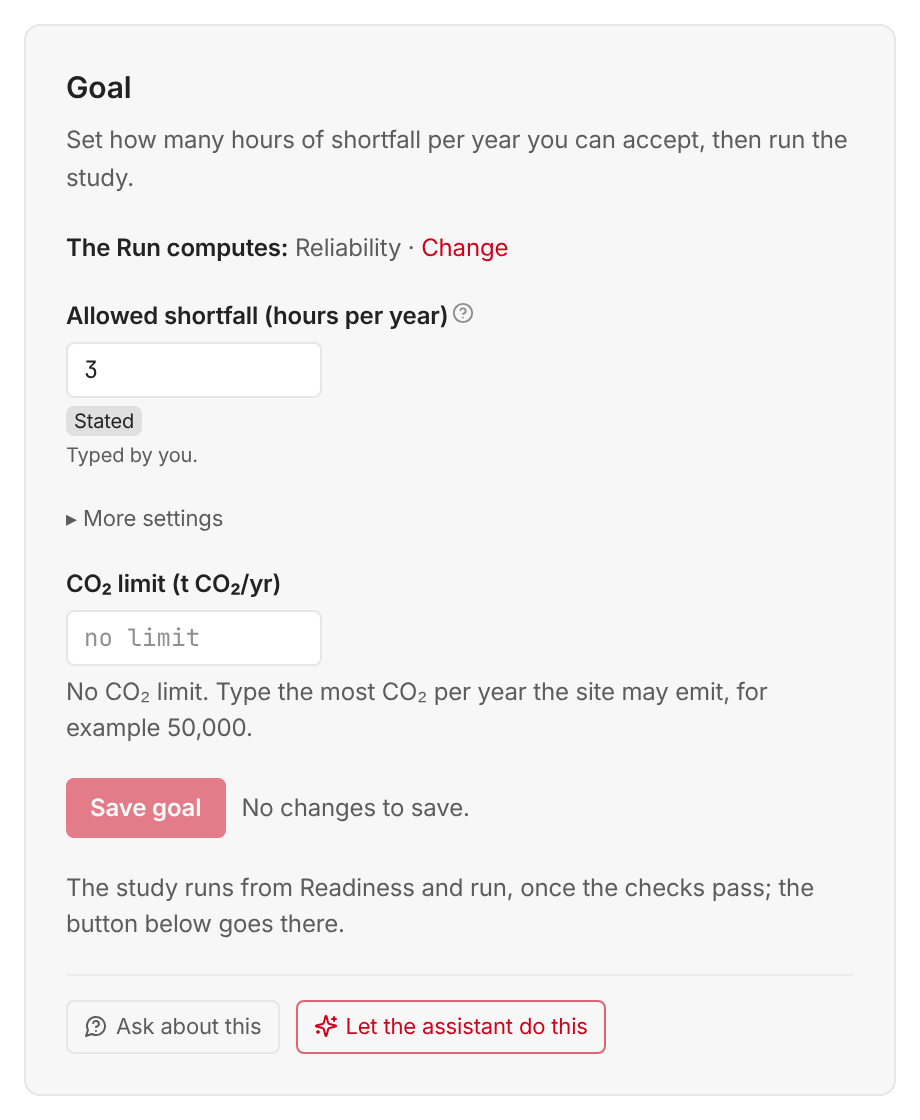 Goal
Set how many hours of shortfall per year you can accept, then run the
study.
The Run computes: Reliability · Change
Allowed shortfall (hours per year)
3
Stated
Typed by you.
▸ More settings
CO₂ limit (t CO₂/yr)
no limit
No CO₂ limit. Type the most CO₂ per year the site may emit, for
example 50,000.
Save goal No changes to save.
The study runs from Readiness and run, once the checks pass; the
button below goes there.
Ask about this Let the assistant do this